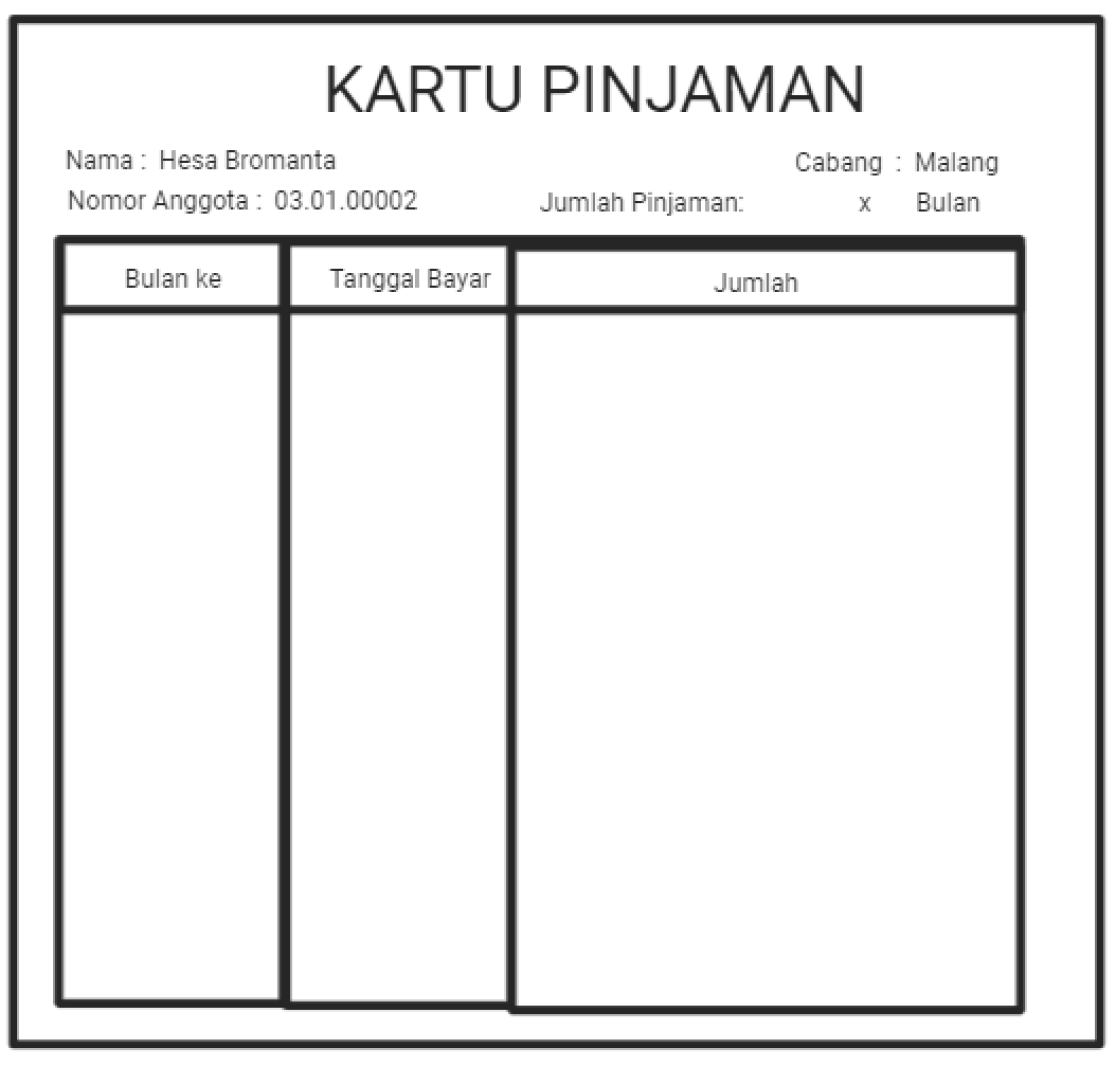 KARTU PINJAMAN
Nama : Hesa Bromanta
Cabang : Malang
Nomor Anggota : 03.01.00002
Jumlah Pinjaman: x Bulan
Bulan ke
Tanggal Bayar
Jumlah